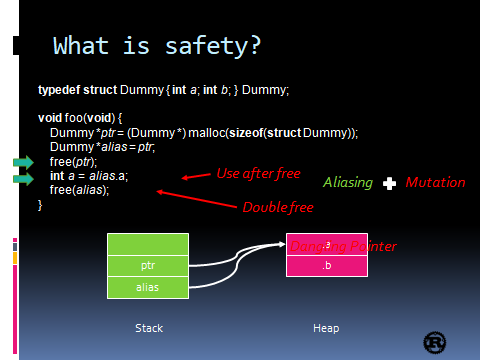 What is safety?
typedef struct Dummy { int a; int b; } Dummy;
void foo(void) {
Dummy *ptr = (Dummy *) malloc(sizeof(struct Dummy));
Dummy *alias = ptr;
free(ptr);
int a = alias.a;
free(alias);
}
Use after free
Aliasing + Mutation
Double free
Dangling Pointer
.a
ptr
.b
alias
Stack
Heap
R